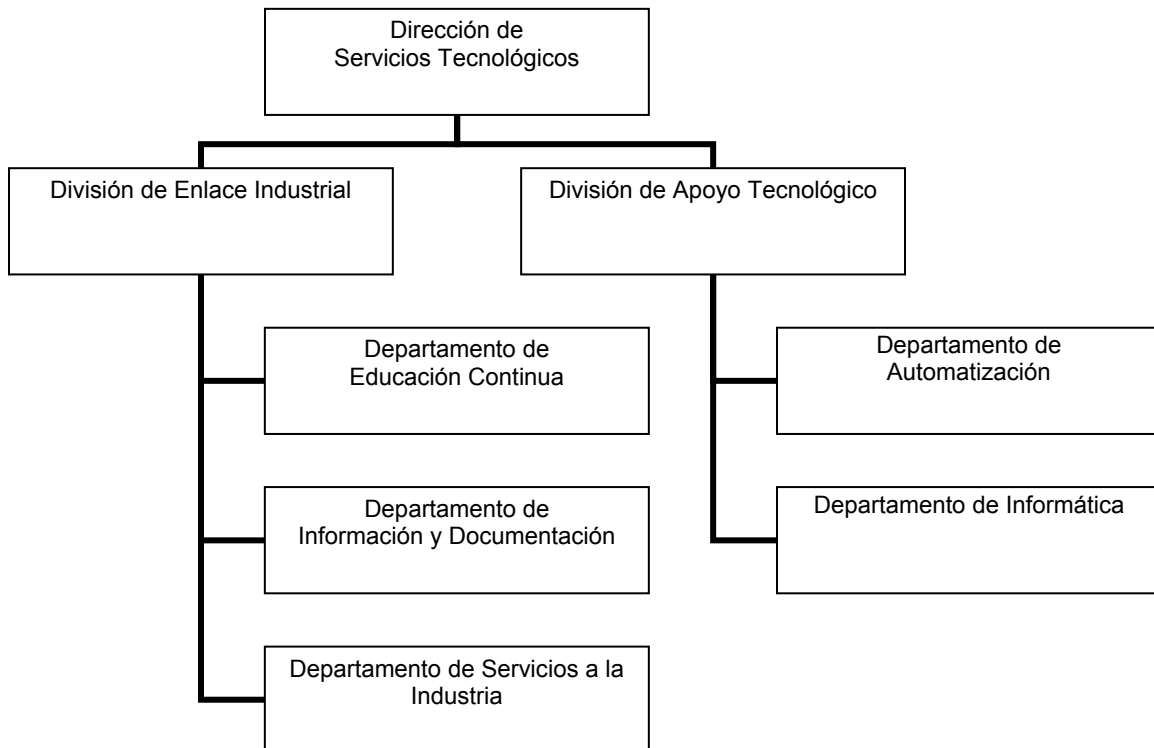 Dirección de
Servicios Tecnológicos
División de Enlace Industrial
División de Apoyo Tecnológico
Departamento de
Educación Continua
Departamento de
Automatización
Departamento de
Información y Documentación
Departamento de Informática
Departamento de Servicios a la
Industria